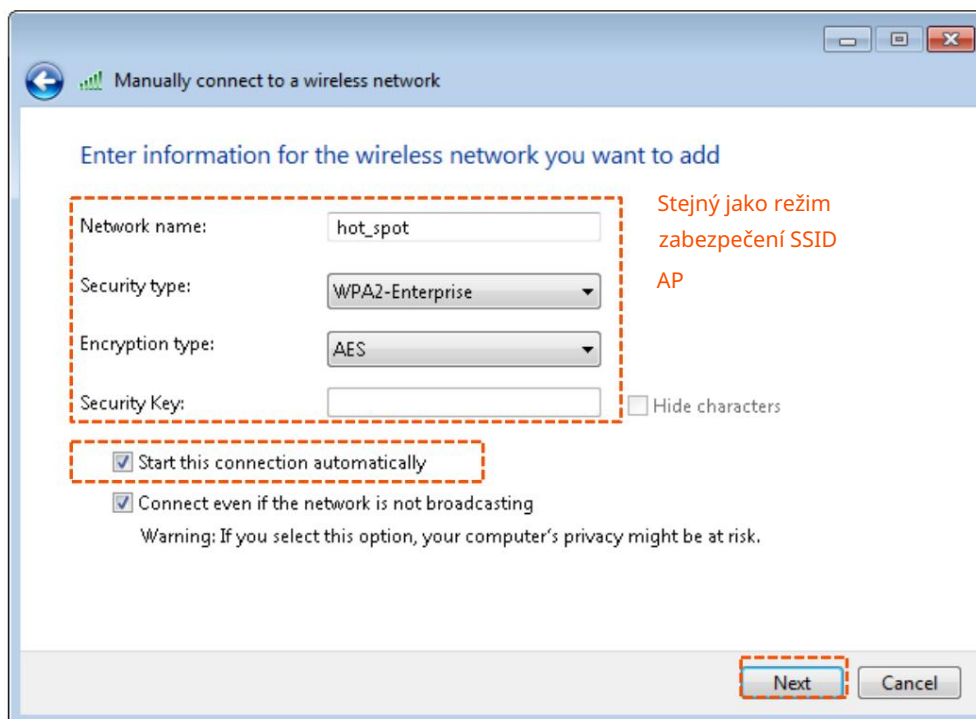 Manually connect to a wireless network
Enter information for the wireless network you want to add
Network name:
hot_spot
Security type:
WPA2-Enterprise
Encryption type:
AES
Security Key:
Hide characters
Stejný jako režim
zabezpečení SSID
AP
Start this connection automatically
Connect even if the network is not broadcasting
Warning: If you select this option, your computer's privacy might be at risk.
Next
Cancel